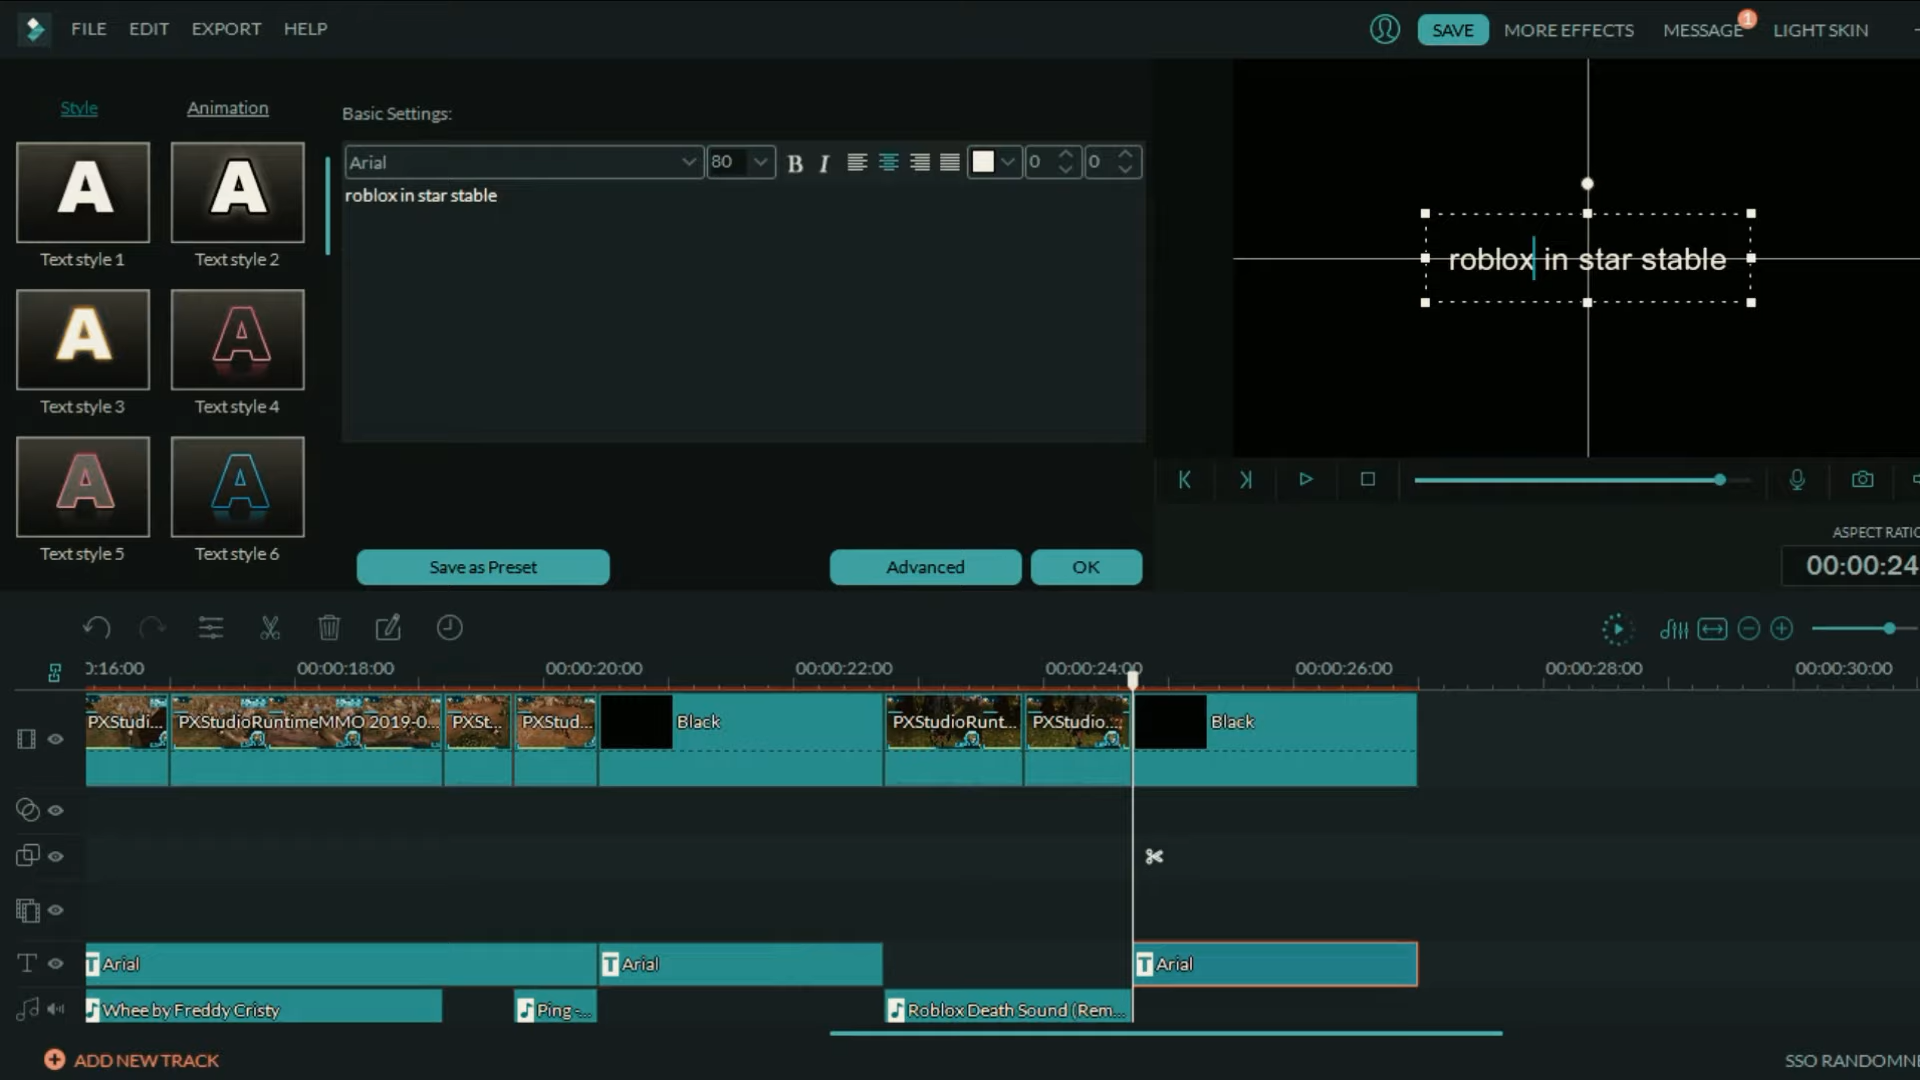 FILE EDIT EXPORT HELP
SAVE MORE EFFECTS MESSAGE 1 LIGHT SKIN
Style Animation
Basic Settings:
Arial 80 B I 0 0
roblox in star stable
Text style 1 Text style 2
Text style 3 Text style 4
Text style 5 Text style 6
Save as Preset Advanced OK
roblox in star stable
ASPECT RATIO
00:00:24
0:16:00 00:00:18:00 00:00:20:00 00:00:22:00 00:00:24:00 00:00:26:00 00:00:28:00 00:00:30:00
PXStudi... PXStudioRuntimeMMO 2019-0... PXSt... PXStud... Black PXStudioRunt... PXStudio... Black
T Arial T Arial T Arial
Whee by Freddy Cristy Ping -... Roblox Death Sound (Rem...
ADD NEW TRACK
SSO RANDOMNE